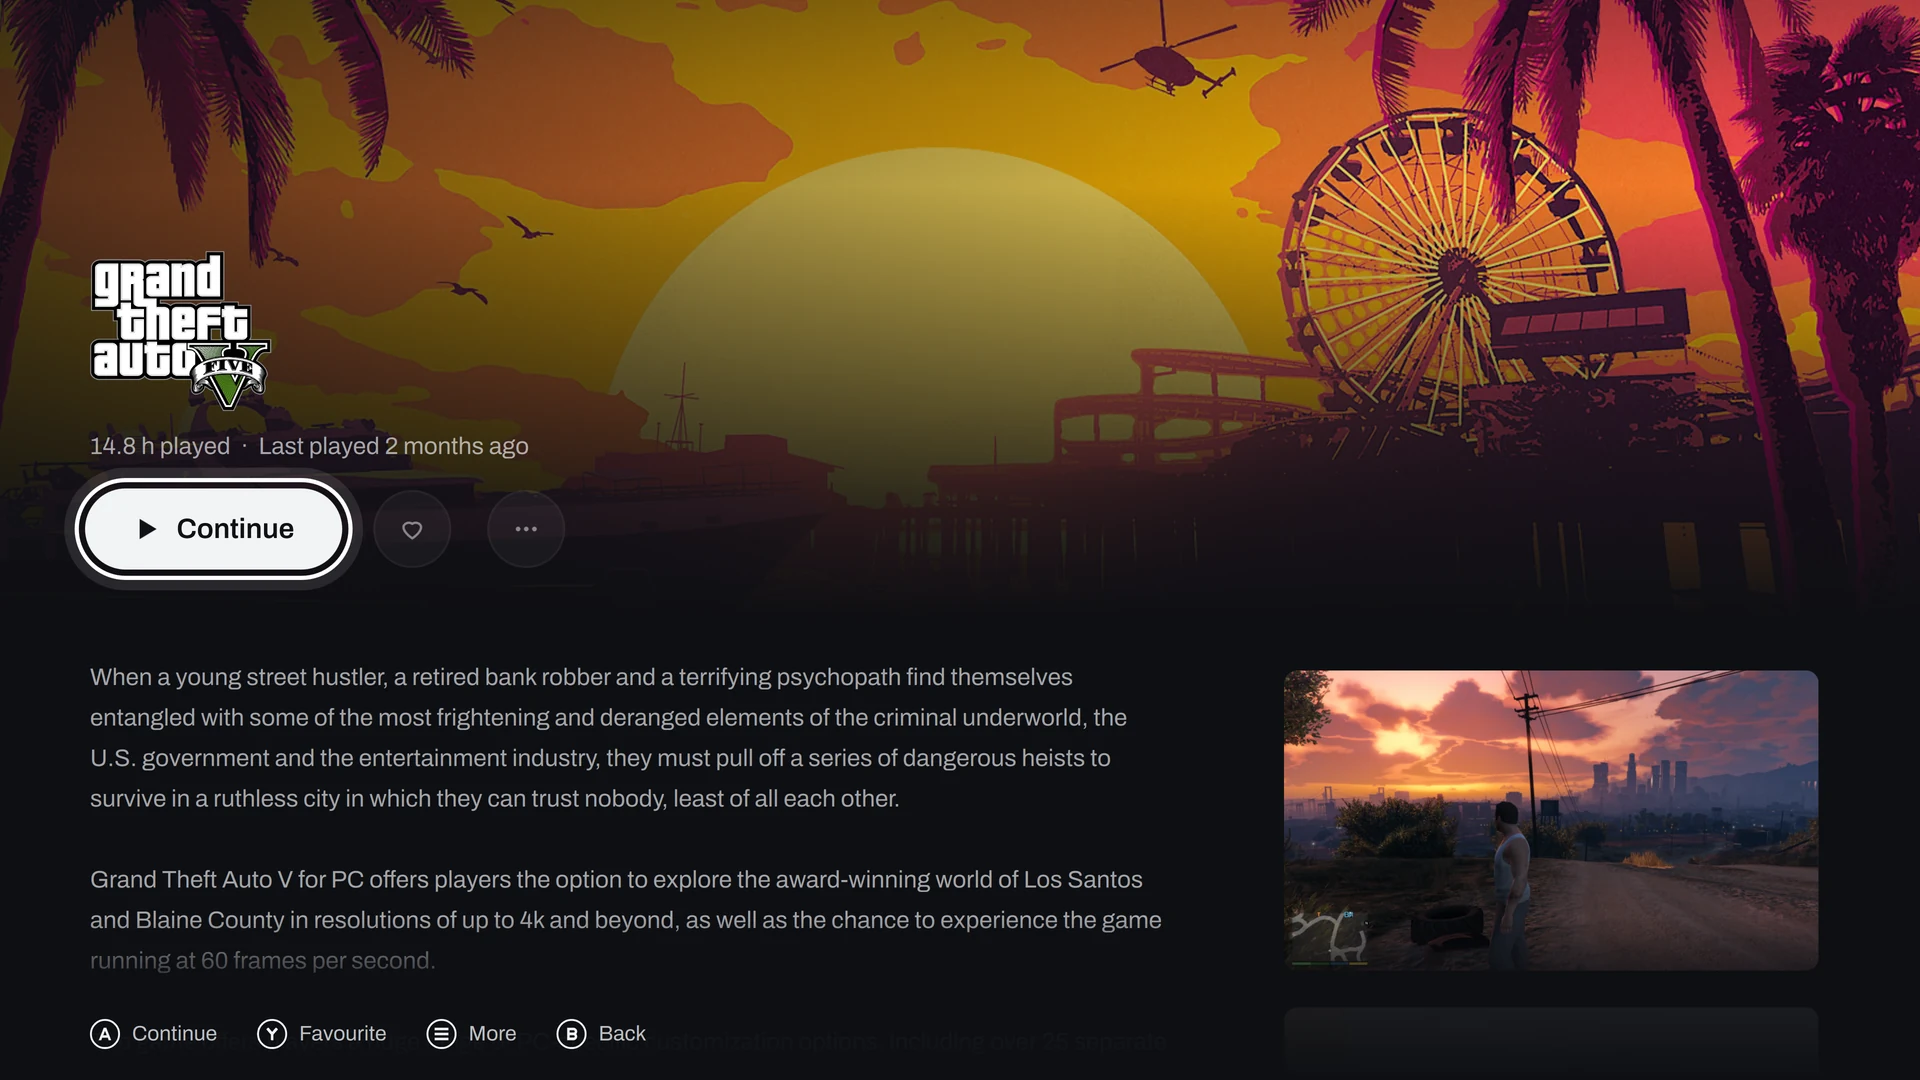 grand
theft
auto V
FIVE
14.8 h played · Last played 2 months ago
Continue
When a young street hustler, a retired bank robber and a terrifying psychopath find themselves
entangled with some of the most frightening and deranged elements of the criminal underworld, the
U.S. government and the entertainment industry, they must pull off a series of dangerous heists to
survive in a ruthless city in which they can trust nobody, least of all each other.
Grand Theft Auto V for PC offers players the option to explore the award-winning world of Los Santos
and Blaine County in resolutions of up to 4k and beyond, as well as the chance to experience the game
running at 60 frames per second.
customization options, including over 25 separate
A Continue Y Favourite More B Back